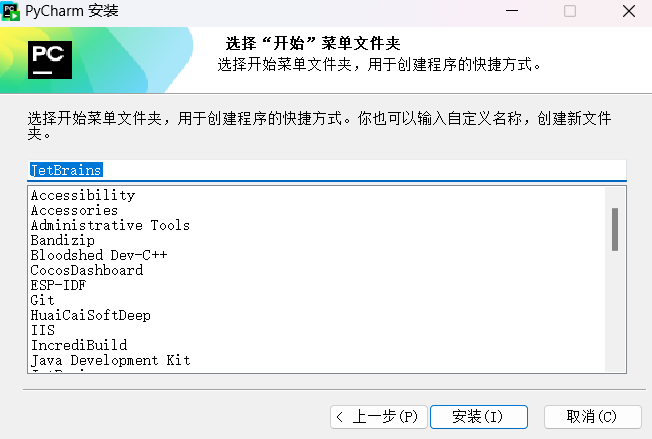 PyCharm 安装
PC
选择“开始”菜单文件夹
选择开始菜单文件夹，用于创建程序的快捷方式。
选择开始菜单文件夹，用于创建程序的快捷方式。你也可以输入自定义名称，创建新文件
夹。
JetBrains
Accessibility
Accessories
Administrative Tools
Bandizip
Bloodshed Dev-C++
CocosDashboard
ESP-IDF
Git
HuaiCaiSoftDeep
IIS
IncrediBuild
Java Development Kit
< 上一步(P)
安装(I)
取消(C)